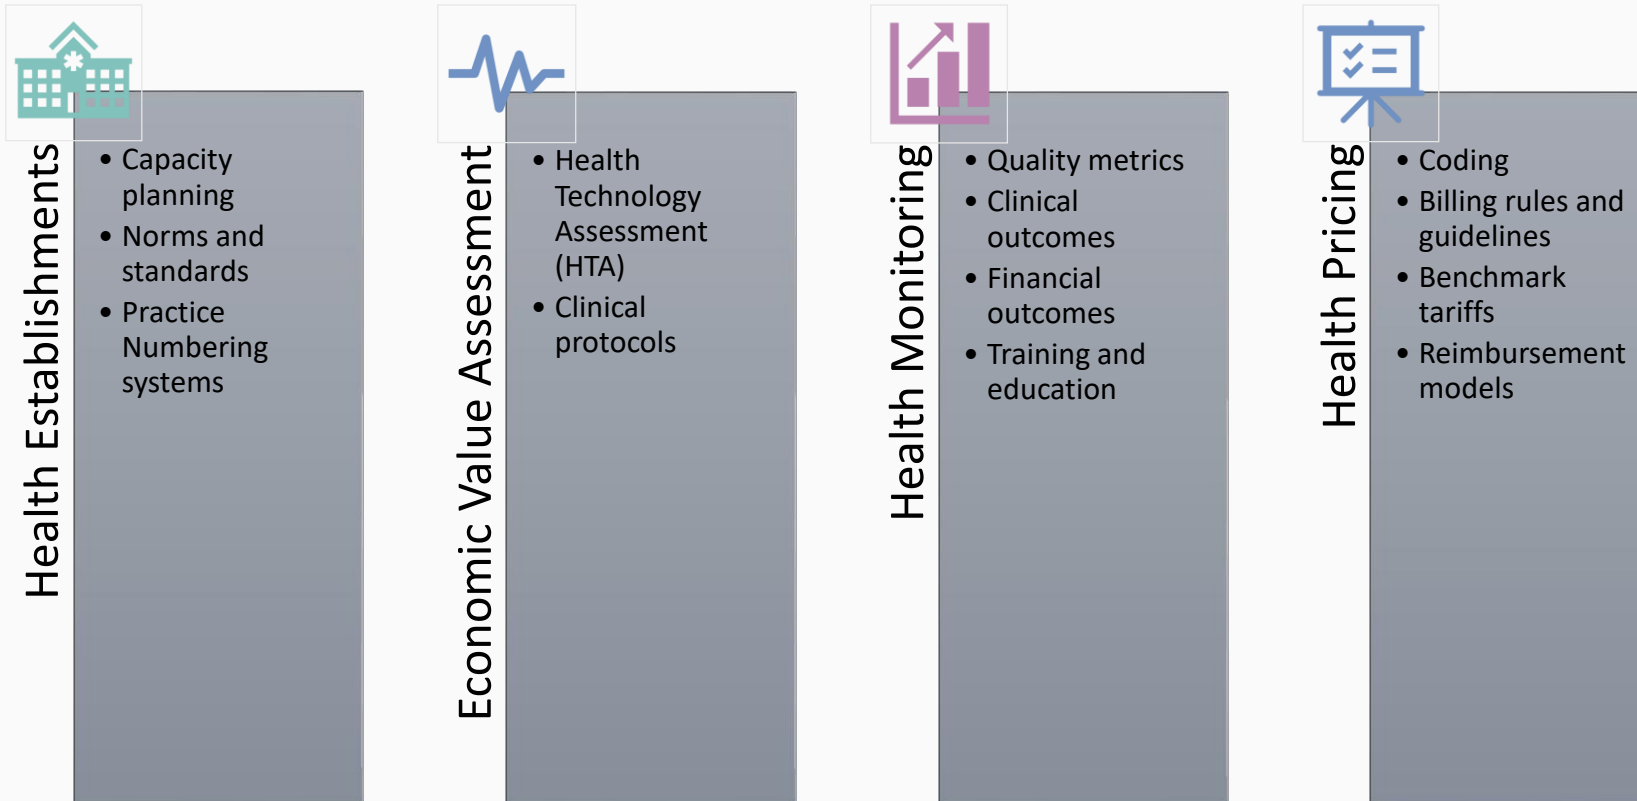 Health Establishments
• Capacity
planning
• Norms and
standards
• Practice
Numbering
systems
Economic Value Assessment
• Health
Technology
Assessment
(HTA)
• Clinical
protocols
Health Monitoring
• Quality metrics
• Clinical
outcomes
• Financial
outcomes
• Training and
education
Health Pricing
• Coding
• Billing rules and
guidelines
• Benchmark
tariffs
• Reimbursement
models